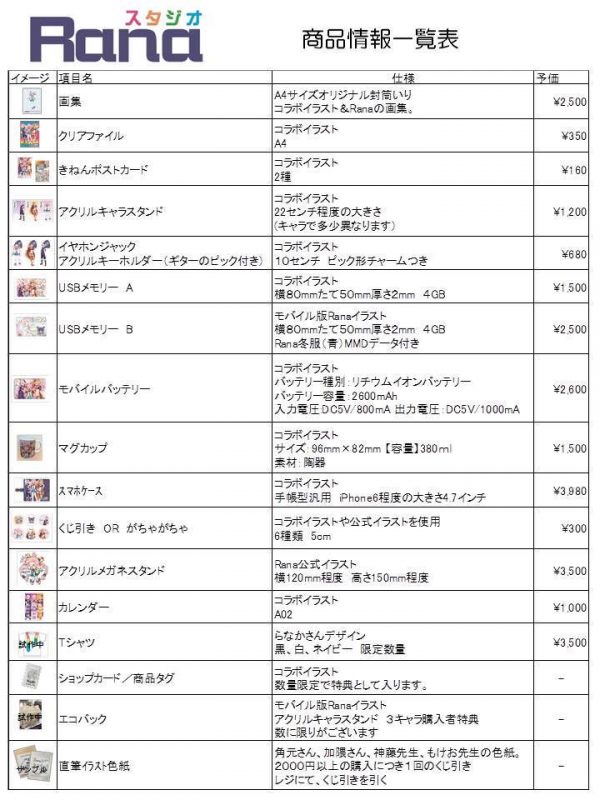 スタジオ
Rana
商品情報一覧表
イメージ 項目名 仕様 予価
画集 A4サイズオリジナル封筒いり ¥2,500
コラボイラスト&Ranaの画集。
クリアファイル コラボイラスト ¥350
A4
きねんポストカード コラボイラスト ¥160
2種
アクリルキャラスタンド コラボイラスト ¥1,200
22センチ程度の大きさ
(キャラで多少異なります)
イヤホンジャック コラボイラスト ¥680
アクリルキーホルダー(ギターのピック付き) 10センチ ピック形チャームつき
USBメモリー A コラボイラスト ¥1,500
横80mmたて50mm厚さ2mm 4GB
USBメモリー B モバイル版Ranaイラスト ¥2,500
横80mmたて50mm厚さ2mm 4GB
Rana冬服(青)MMDデータ付き
モバイルバッテリー コラボイラスト ¥2,600
バッテリー種別:リチウムイオンバッテリー
バッテリー容量:2600mAh
入力電圧DC5V/800mA 出力電圧:DC5V/1000mA
マグカップ コラボイラスト ¥1,500
サイズ:96mm×82mm【容量】380ml
素材:陶器
スマホケース コラボイラスト ¥3,980
手帳型汎用 iPhone6程度の大きさ4.7インチ
くじ引き OR がちゃがちゃ コラボイラストや公式イラストを使用 ¥300
6種類 5cm
アクリルメガネスタンド Rana公式イラスト ¥3,500
横120mm程度 高さ150mm程度
カレンダー コラボイラスト ¥1,000
A02
試作中 Tシャツ らなかさんデザイン ¥3,500
黒、白、ネイビー 限定数量
ショップカード/商品タグ コラボイラスト -
数量限定で特典として入ります。
試作中 エコバック モバイル版Ranaイラスト -
アクリルキャラスタンド 3キャラ購入者特典
数に限りがございます
サンプル 直筆イラスト色紙 角元さん、加隈さん、神藤先生、もけお先生の色紙。 -
2000円以上の購入につき1回のくじ引き
レジにて、くじ引きを引く